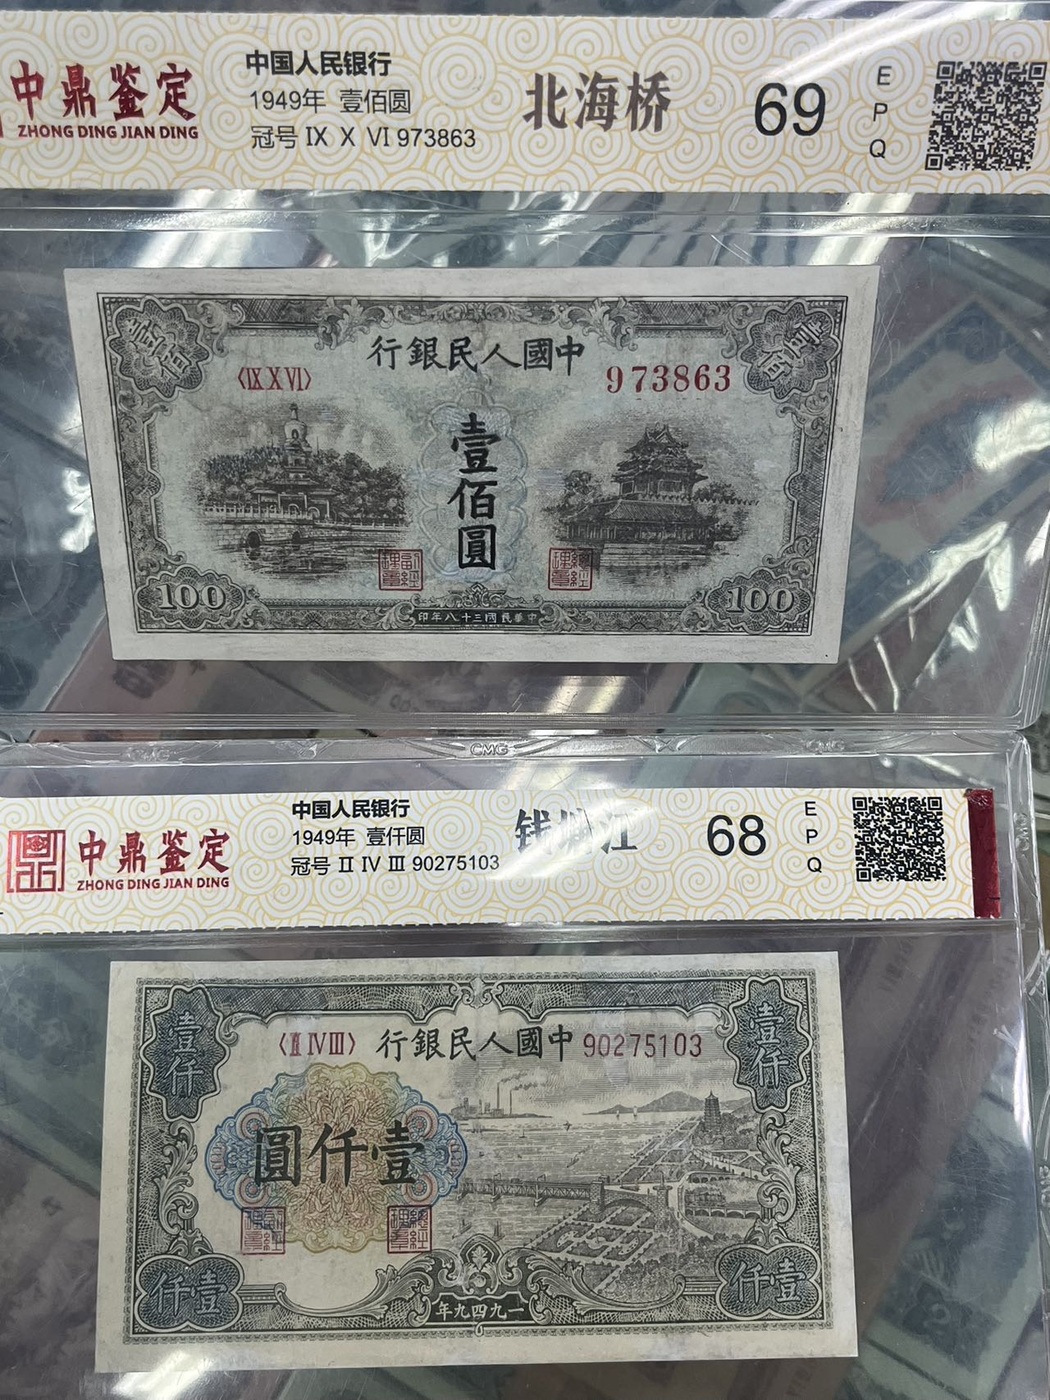 中鼎鉴定
ZHONG DING JIAN DING
中国人民银行
1949年 壹佰圆
冠号 IX X VI 973863
北海桥
69
E
P
Q
行銀民人國中
〈IX X VI〉
973863
壹
佰
圓
100
100
印年八十三國民華中
CMG
中鼎鉴定
ZHONG DING JIAN DING
中国人民银行
1949年 壹仟圆
冠号 II IV III 90275103
钱塘江
68
E
P
Q
壹仟
〈II IV III〉
行銀民人國中
90275103
壹仟
圓仟壹
仟壹
年九四九一
仟壹
6